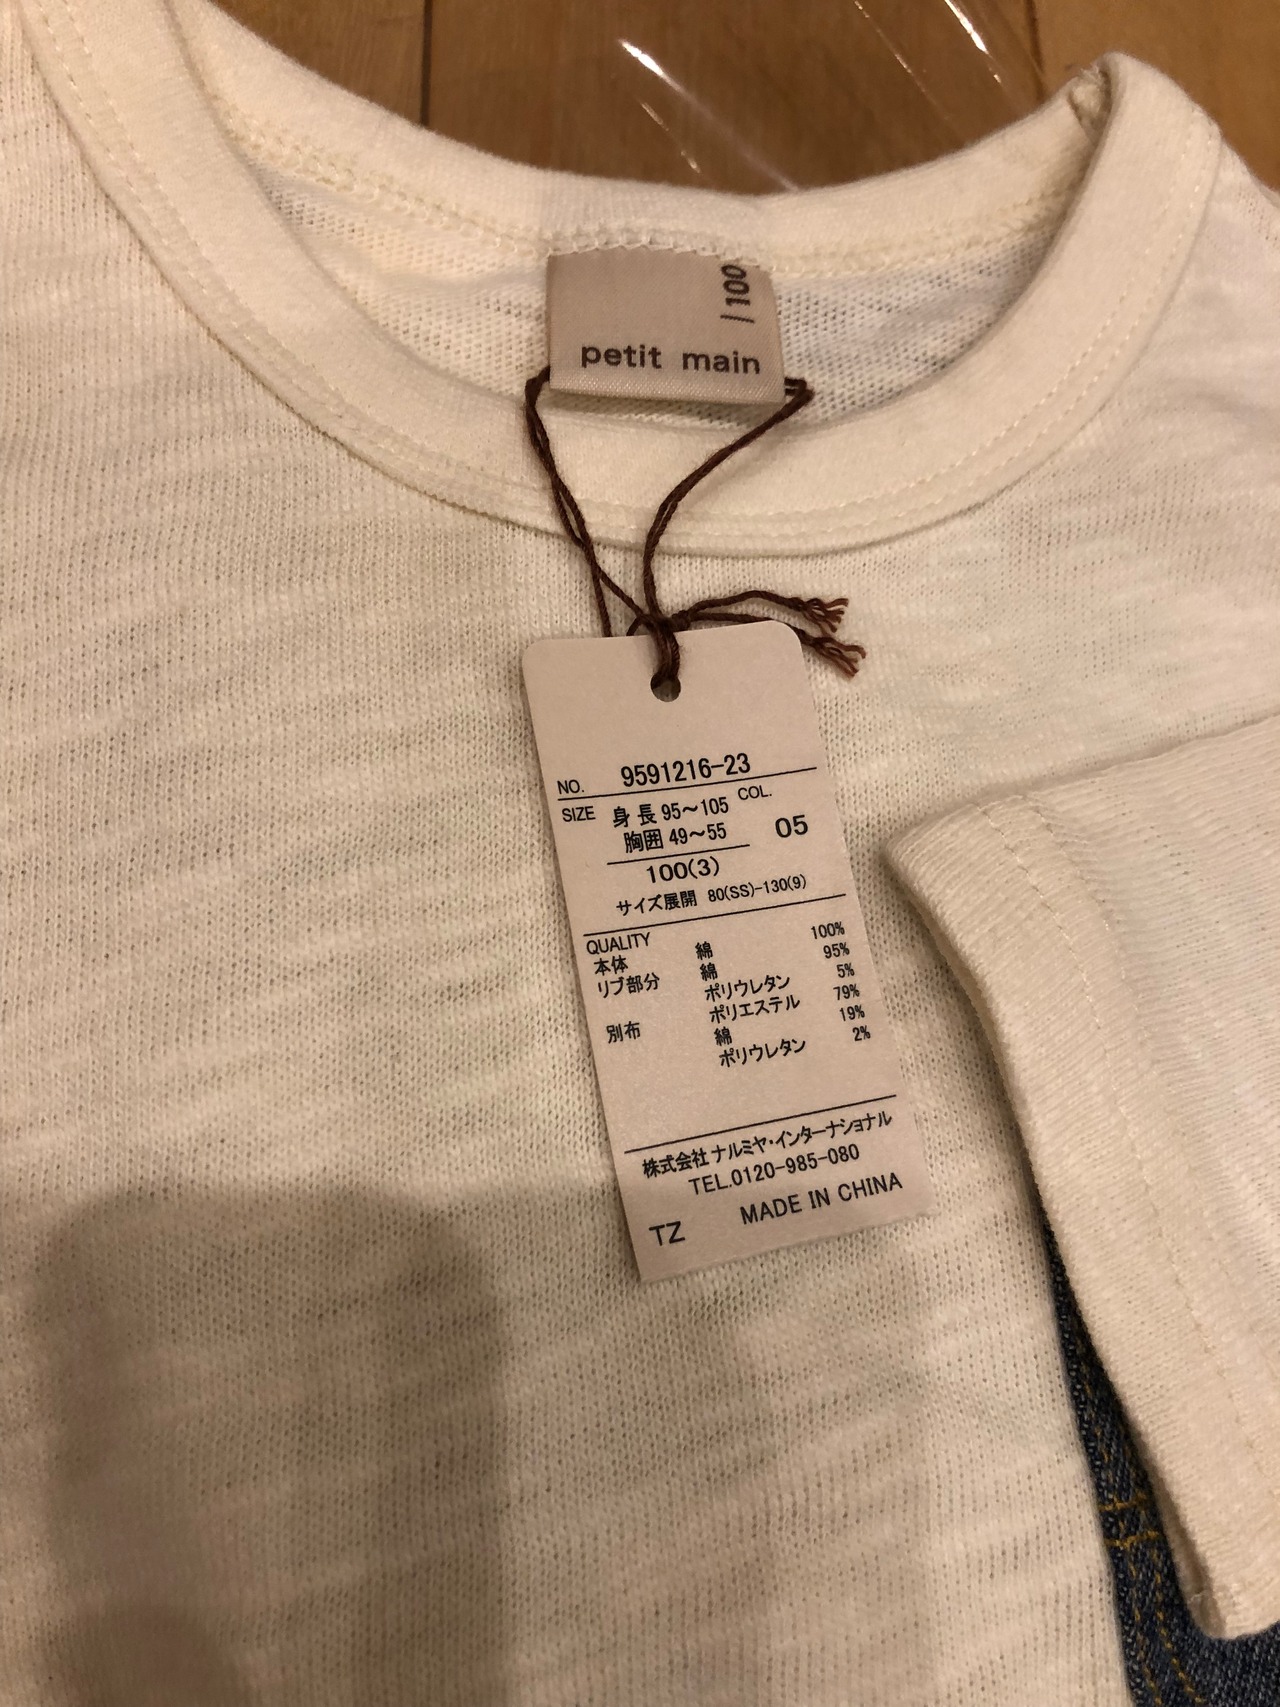 /100
petit main
NO. 9591216-23
SIZE 身長 95～105 COL.
胸囲 49～55 05
100(3)
サイズ展開 80(SS)-130(9)
QUALITY
本体 綿 100%
リブ部分 綿 95%
ポリウレタン 5%
別布 ポリエステル 79%
綿 19%
ポリウレタン 2%
株式会社 ナルミヤ・インターナショナル
TEL.0120-985-080
TZ MADE IN CHINA